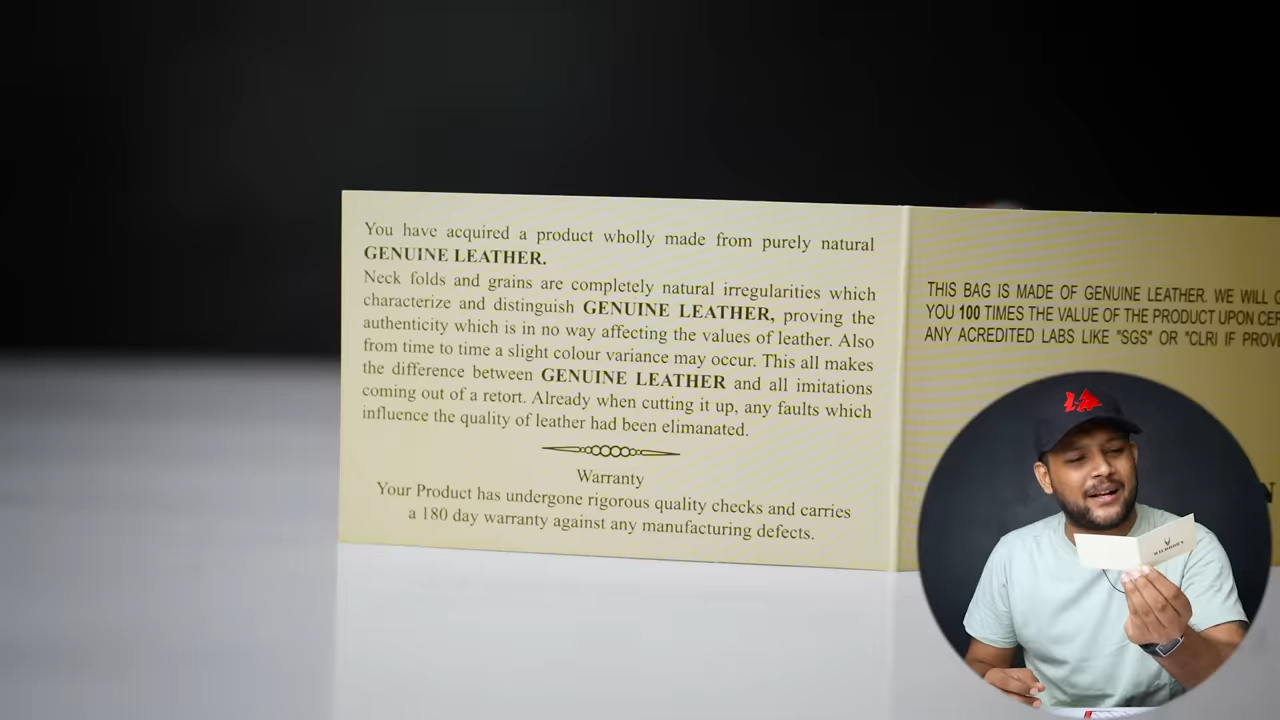 You have acquired a product wholly made from purely natural
GENUINE LEATHER.
Neck folds and grains are completely natural irregularities which
characterize and distinguish GENUINE LEATHER, proving the
authenticity which is in no way affecting the values of leather. Also
from time to time a slight colour variance may occur. This all makes
the difference between GENUINE LEATHER and all imitations
coming out of a retort. Already when cutting it up, any faults which
influence the quality of leather had been elimanated.
Warranty
Your Product has undergone rigorous quality checks and carries
a 180 day warranty against any manufacturing defects.
THIS BAG IS MADE OF GENUINE LEATHER. WE WILL
YOU 100 TIMES THE VALUE OF THE PRODUCT UPON
ANY ACREDITED LABS LIKE "SGS" OR "CLRI IF
WILDHORN